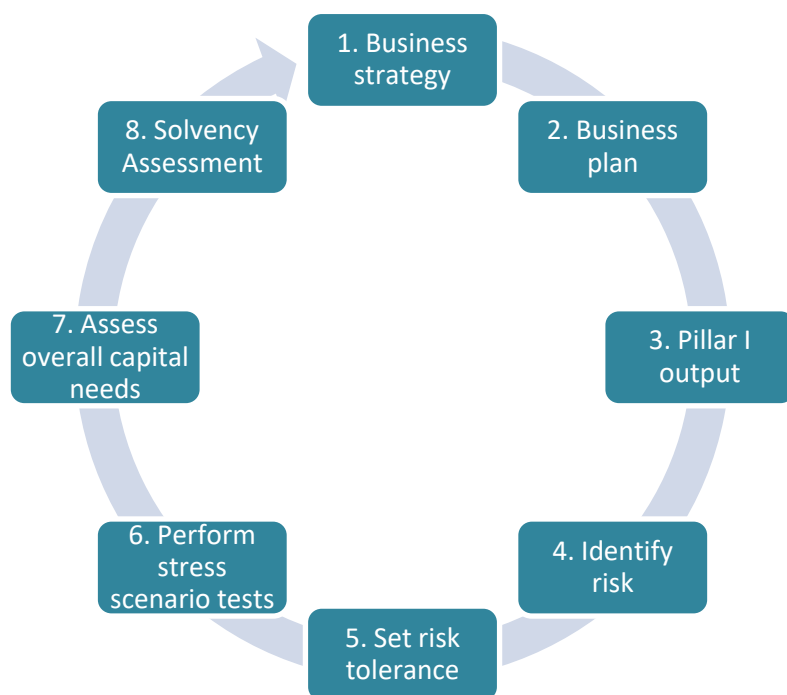 1. Business
strategy
2. Business
plan
3. Pillar I
output
4. Identify
risk
5. Set risk
tolerance
6. Perform
stress
scenario tests
7. Assess
overall capital
needs
8. Solvency
Assessment